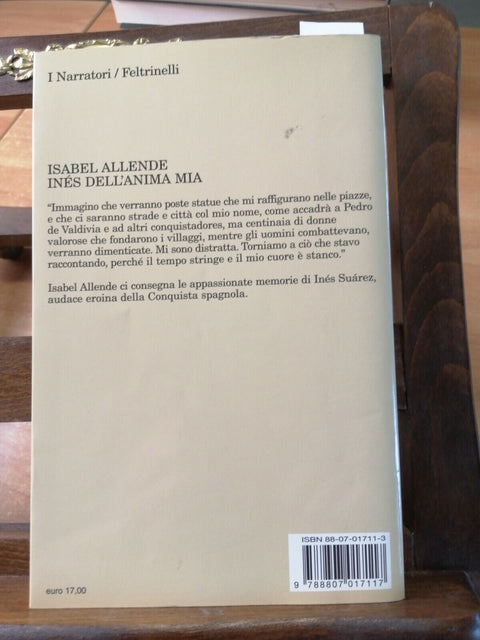 I Narratori / Feltrinelli
ISABEL ALLENDE
INÉS DELL'ANIMA MIA
"Immagino che verranno poste statue che mi raffigurano nelle piazze,
e che ci saranno strade e città col mio nome, come accadrà a Pedro
de Valdivia e ad altri conquistadores, ma centinaia di donne
valorose che fondarono i villaggi, mentre gli uomini combattevano,
verranno dimenticate. Mi sono distratta. Torniamo a ciò che stavo
raccontando, perché il tempo stringe e il mio cuore è stanco."
Isabel Allende ci consegna le appassionate memorie di Inés Suárez,
audace eroina della Conquista spagnola.
ISBN 88-07-01711-3
9 788807 017117
euro 17,00